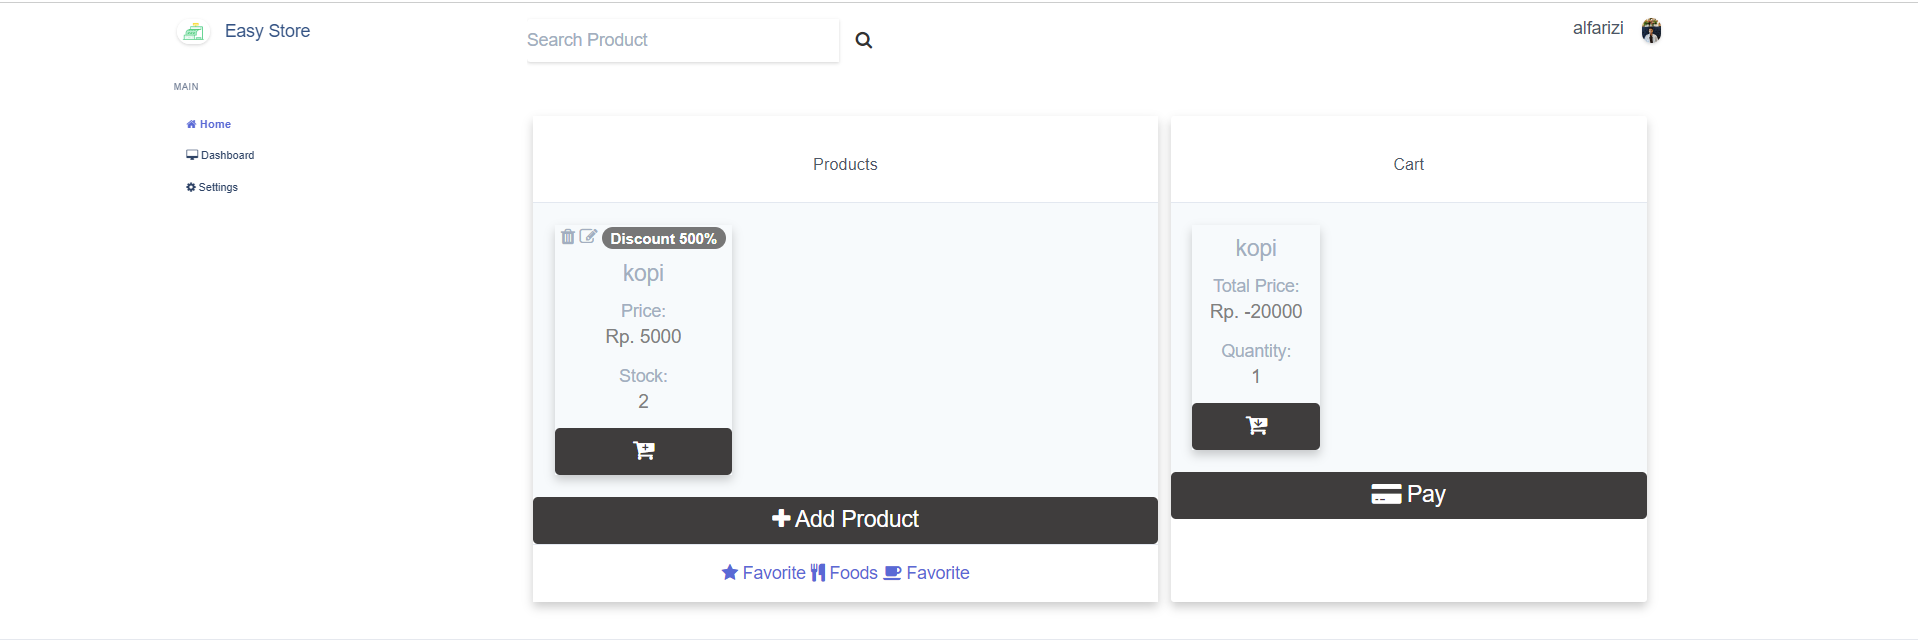 Easy Store
Search Product
alfarizi
MAIN
Home
Dashboard
Settings
Products
Discount 500%
kopi
Price:
Rp. 5000
Stock:
2
Add Product
Favorite Foods Favorite
Cart
kopi
Total Price:
Rp. -20000
Quantity:
1
Pay